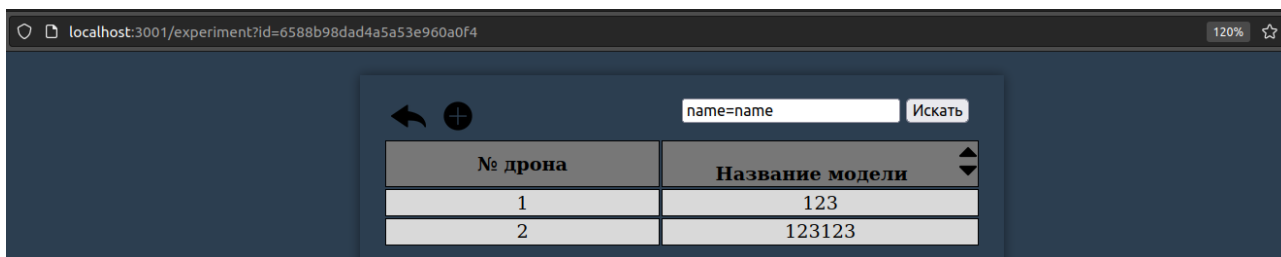 localhost:3001/experiment?id=6588b98dad4a5a53e960a0f4 120%
name=name Искать
№ дрона Название модели
1 123
2 123123